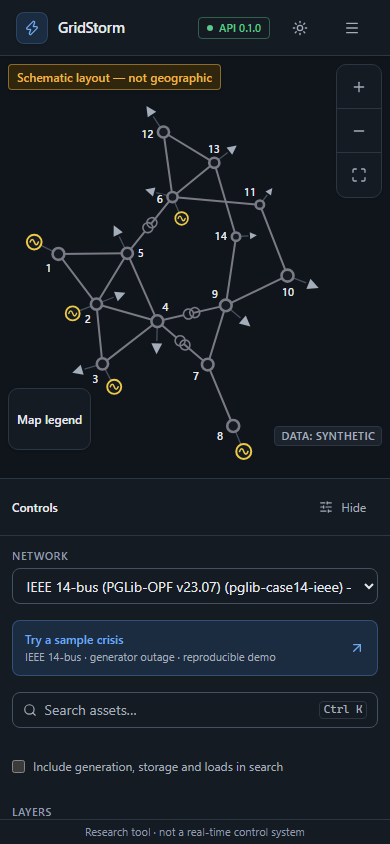 GridStorm
API 0.1.0
Schematic layout — not geographic
12
13
6
11
14
5
1
9
10
2
4
3
7
8
Map legend
DATA: SYNTHETIC
Controls
Hide
NETWORK
IEEE 14-bus (PGLib-OPF v23.07) (pglib-case14-ieee) -
Try a sample crisis
IEEE 14-bus · generator outage · reproducible demo
Search assets...
Ctrl K
Include generation, storage and loads in search
LAYERS
Research tool · not a real-time control system